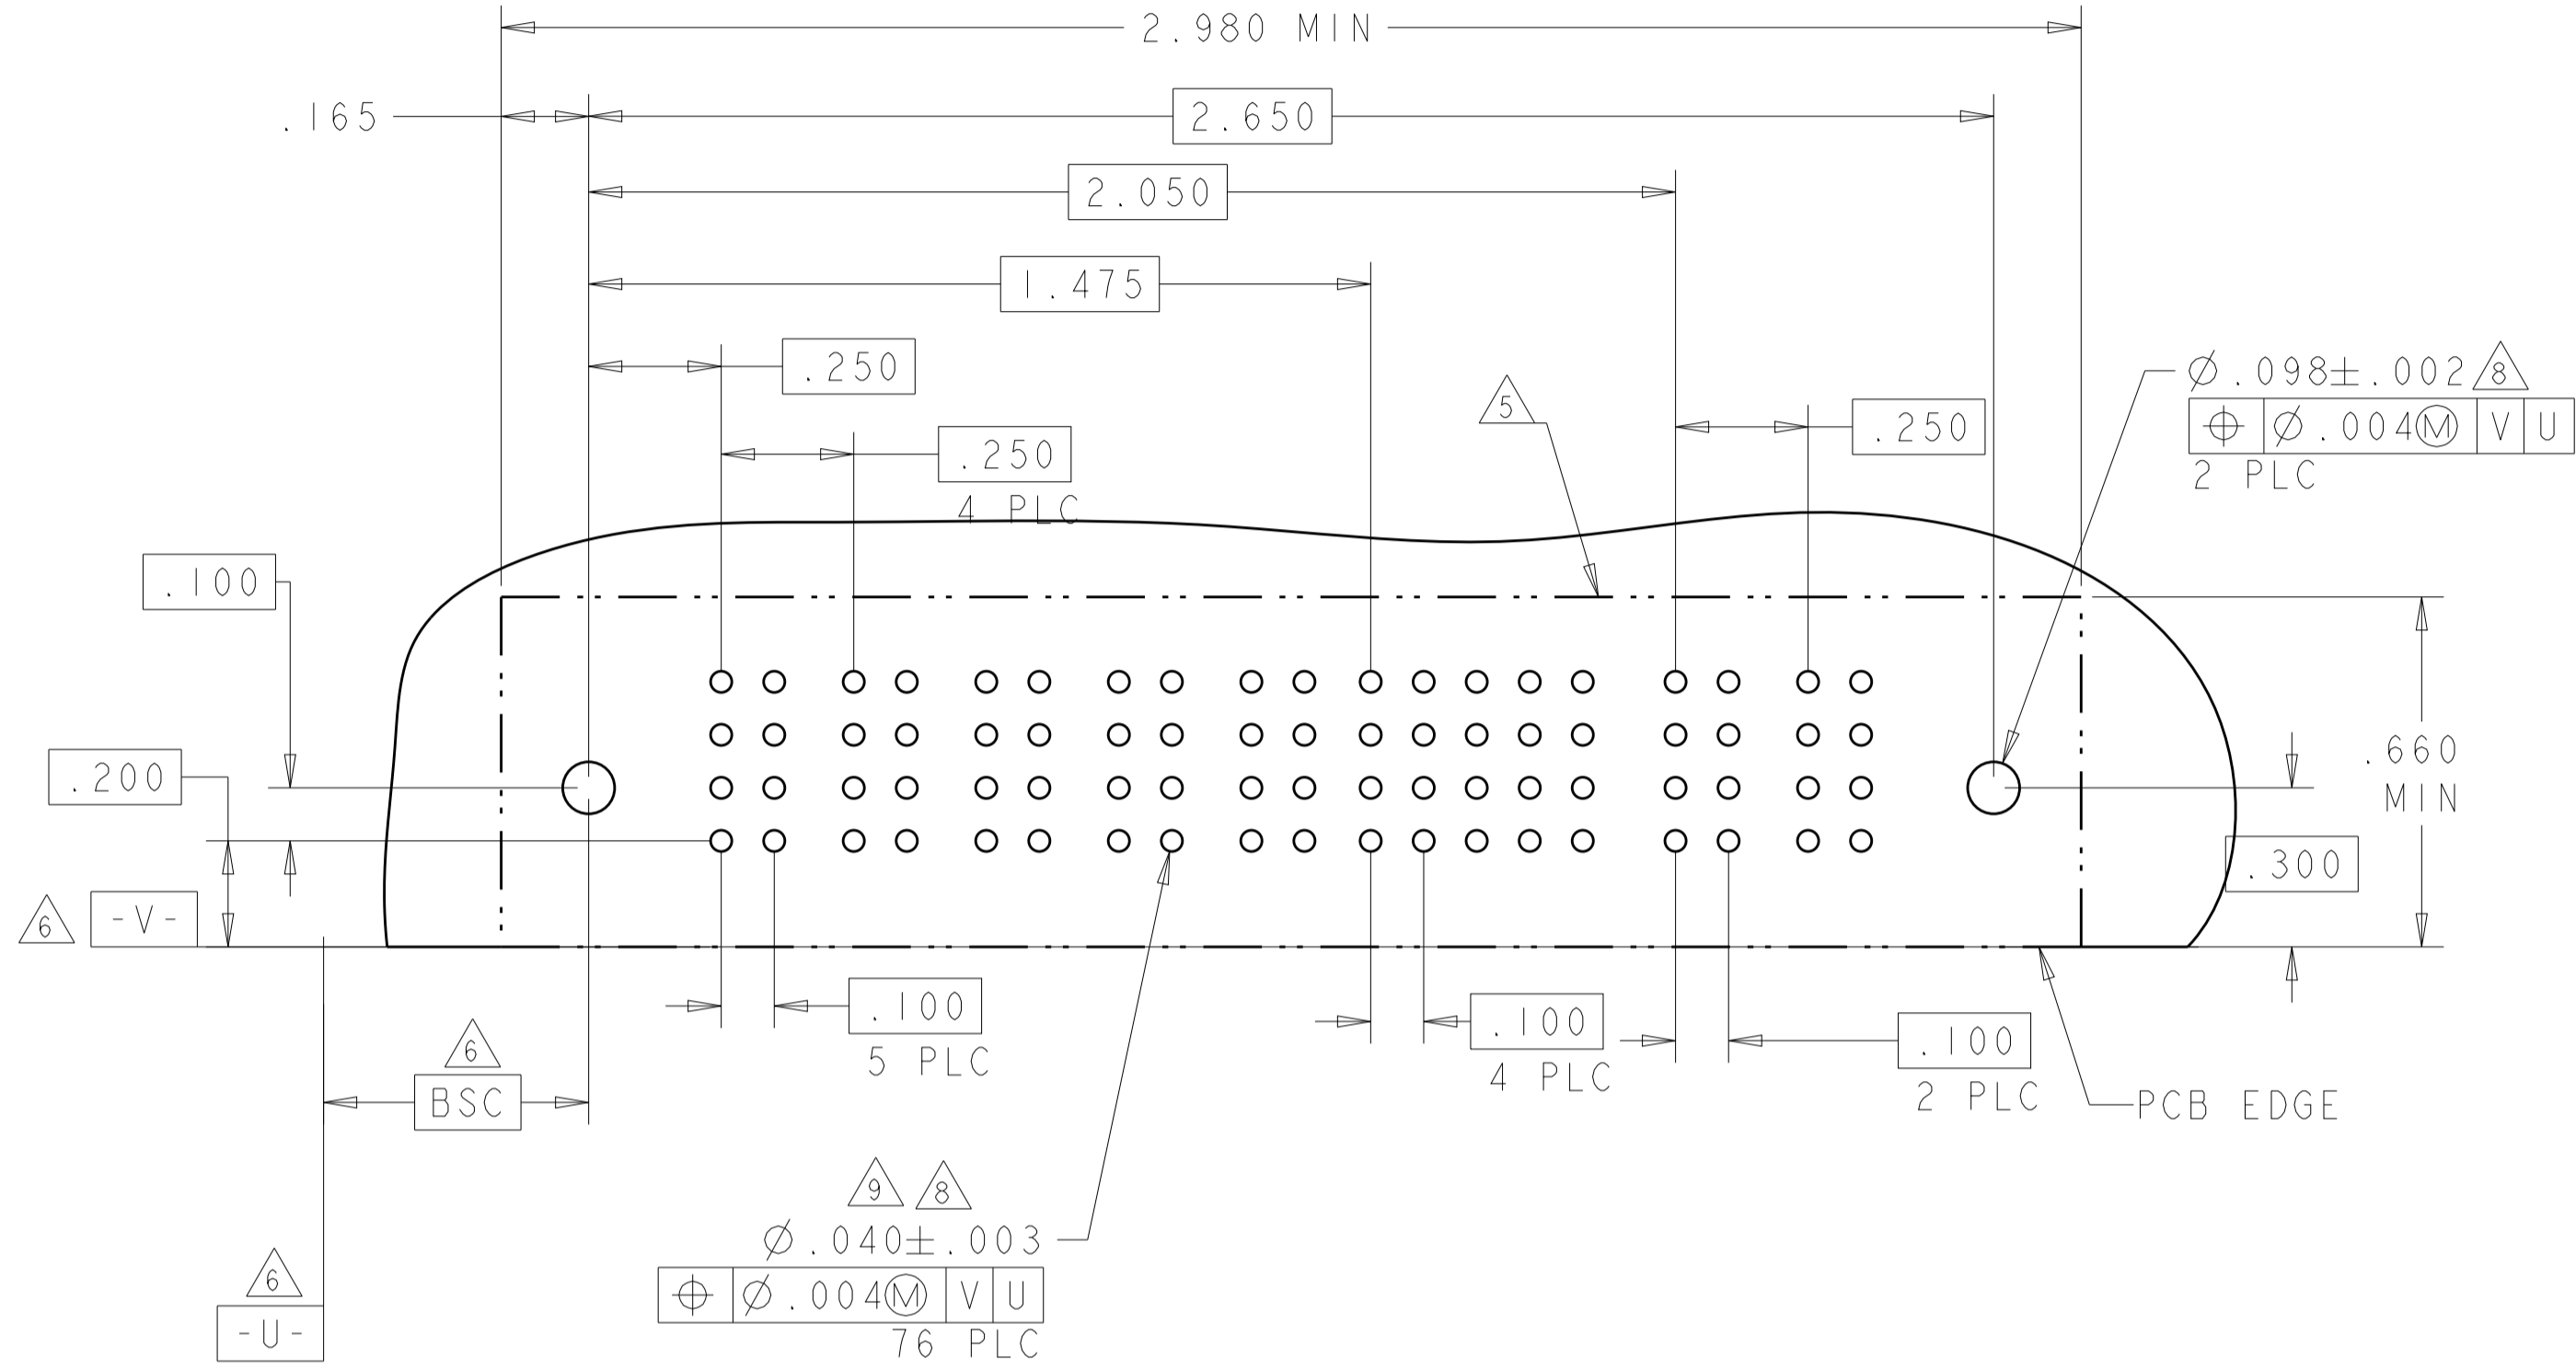 2.980 MIN
.165
2.650
2.050
1.475
.250
.250
4 PLC
5
.250
Ø.098±.002 8
⌖ Ø.004Ⓜ V U
2 PLC
.100
.200
.660
MIN
.300
6 -V-
.100
5 PLC
.100
4 PLC
.100
2 PLC
6
BSC
PCB EDGE
9 8
Ø.040±.003
⌖ Ø.004Ⓜ V U
76 PLC
6
-U-